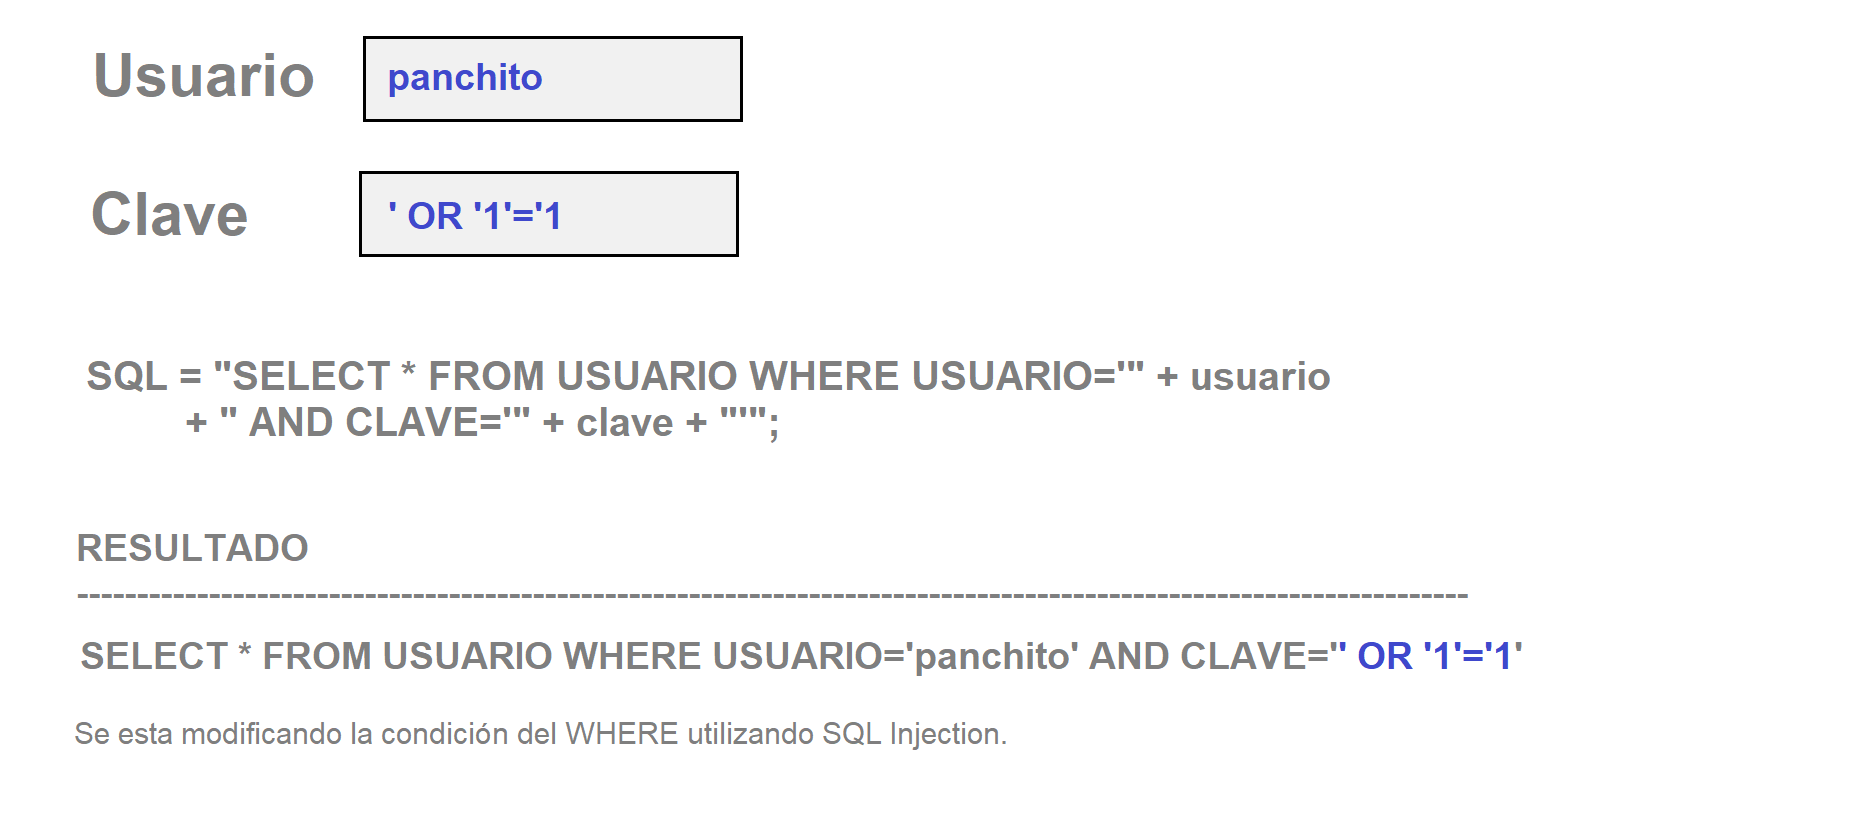 Usuario panchito
Clave ' OR '1'='1
SQL = "SELECT * FROM USUARIO WHERE USUARIO='" + usuario
+ " AND CLAVE='" + clave + "'";
RESULTADO
--------------------------------------------------------------------------------------------------------------------
SELECT * FROM USUARIO WHERE USUARIO='panchito' AND CLAVE='' OR '1'='1'
Se esta modificando la condición del WHERE utilizando SQL Injection.